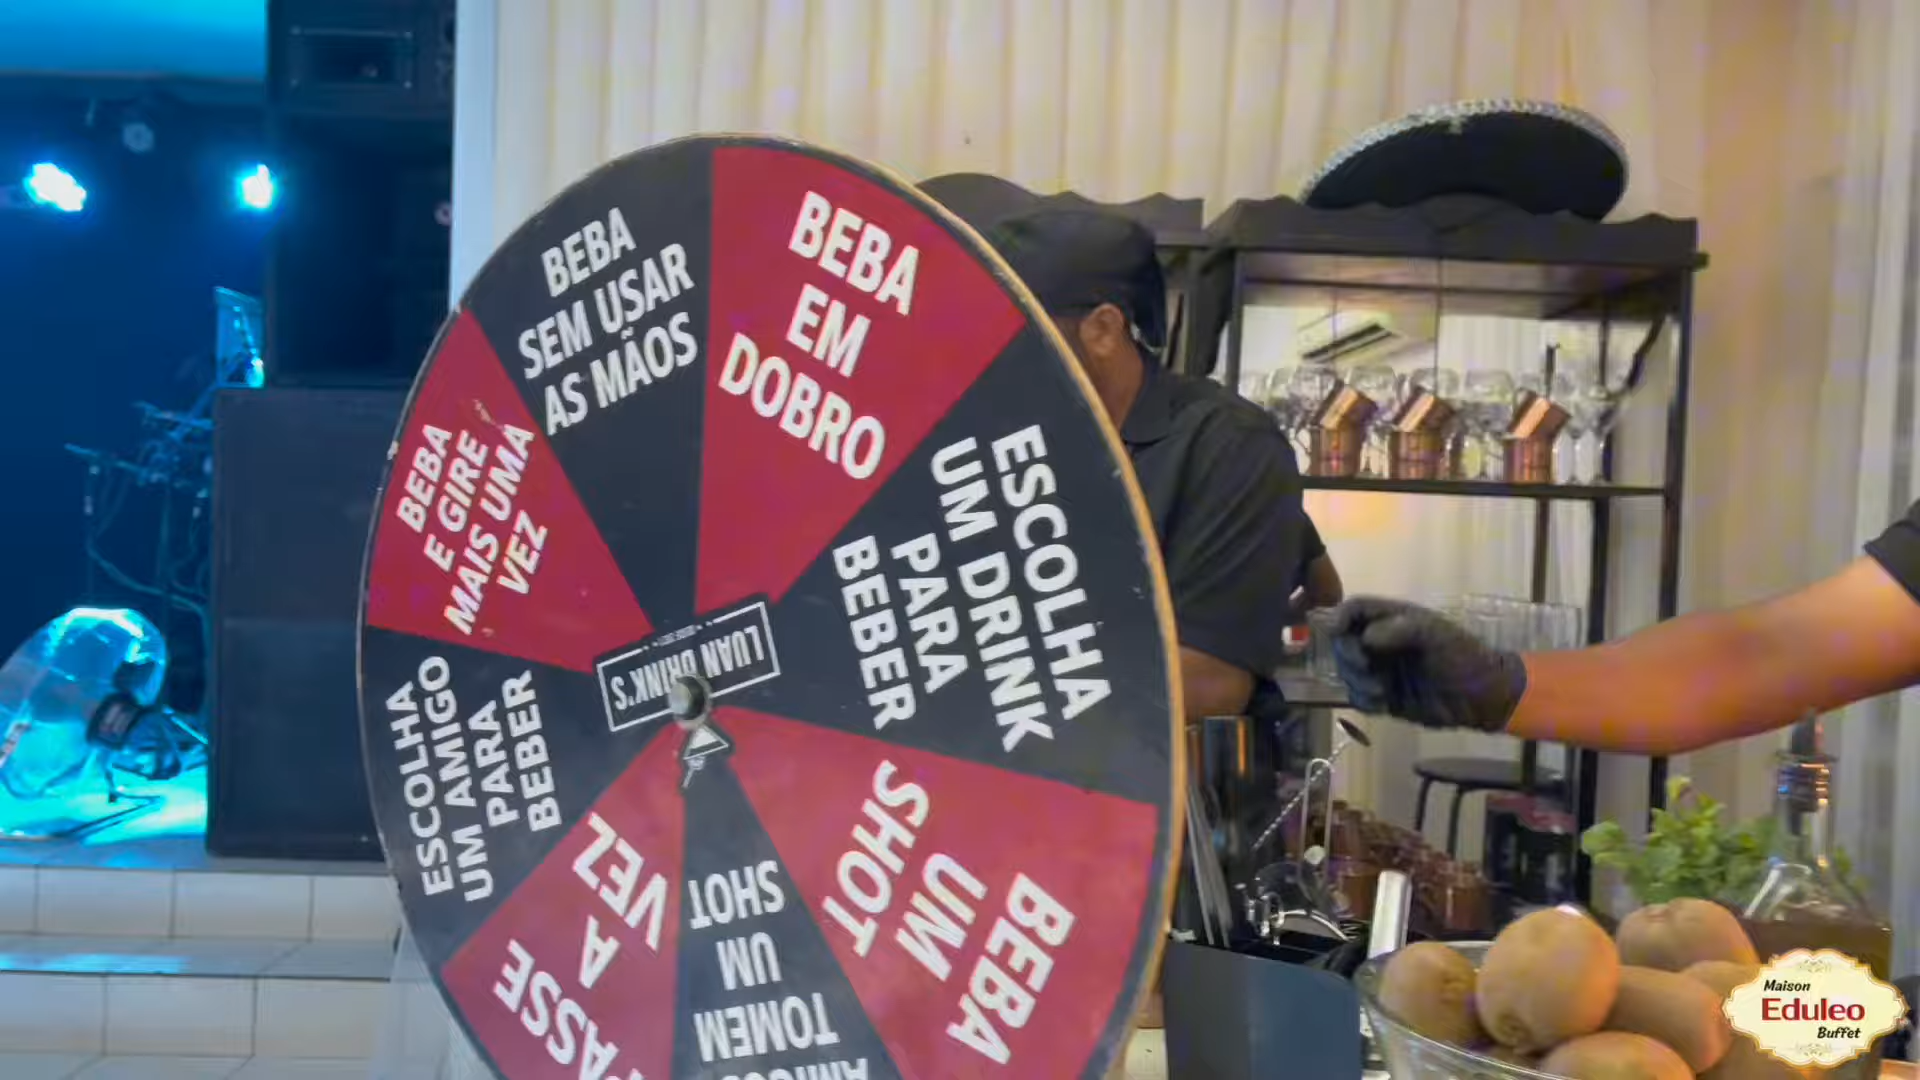 BEBA
SEM USAR
AS MÃOS
BEBA
EM
DOBRO
ESCOLHA
UM DRINK
PARA
BEBER
BEBA
UM
SHOT
AMIGOS
TOMEM
UM
SHOT
PASSE
A
VEZ
ESCOLHA
UM AMIGO
PARA
BEBER
BEBA
E GIRE
MAIS UMA
VEZ
LUAN DRINK'S
Maison
Eduleo
Buffet